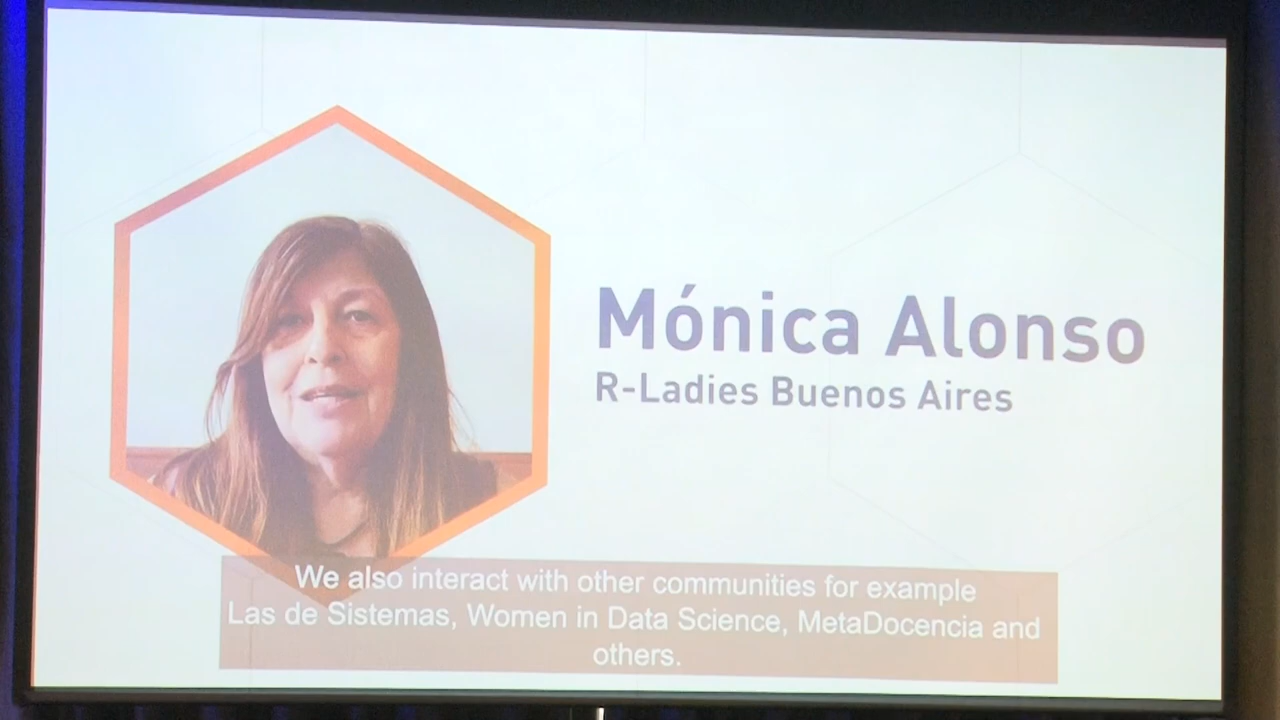 Mónica Alonso
R-Ladies Buenos Aires
We also interact with other communities for example
Las de Sistemas, Women in Data Science, MetaDocencia and
others.